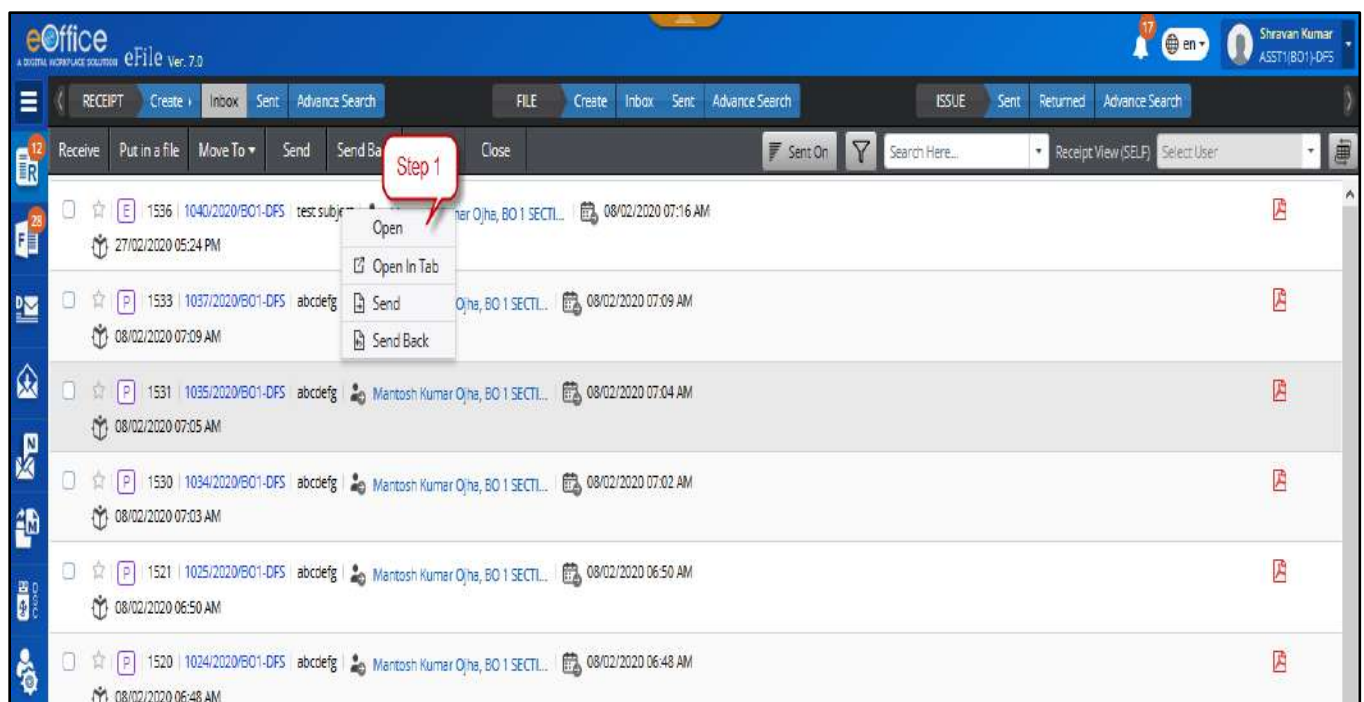 eOffice
A DIGITAL WORKPLACE SOLUTION eFile Ver. 7.0
17
en
Shravan Kumar
ASST1(BO1)-DFS
RECEIPT Create Inbox Sent Advance Search FILE Create Inbox Sent Advance Search ISSUE Sent Returned Advance Search
12
Receive Put in a file Move To Send Send Ba Close Sent On Search Here... Receipt View (SELF) Select User
Step 1
E 1536 1040/2020/BO1-DFS test subje mar Ojha, BO 1 SECTI... 08/02/2020 07:16 AM
27/02/2020 05:24 PM
28
Open
Open In Tab
Send
Send Back
P 1533 1037/2020/BO1-DFS abcdefg Ojha, BO 1 SECTI... 08/02/2020 07:09 AM
08/02/2020 07:09 AM
P 1531 1035/2020/BO1-DFS abcdefg Mantosh Kumar Ojha, BO 1 SECTI... 08/02/2020 07:04 AM
08/02/2020 07:05 AM
P 1530 1034/2020/BO1-DFS abcdefg Mantosh Kumar Ojha, BO 1 SECTI... 08/02/2020 07:02 AM
08/02/2020 07:03 AM
P 1521 1025/2020/BO1-DFS abcdefg Mantosh Kumar Ojha, BO 1 SECTI... 08/02/2020 06:50 AM
08/02/2020 06:50 AM
DSC
P 1520 1024/2020/BO1-DFS abcdefg Mantosh Kumar Ojha, BO 1 SECTI... 08/02/2020 06:48 AM
08/02/2020 06:48 AM